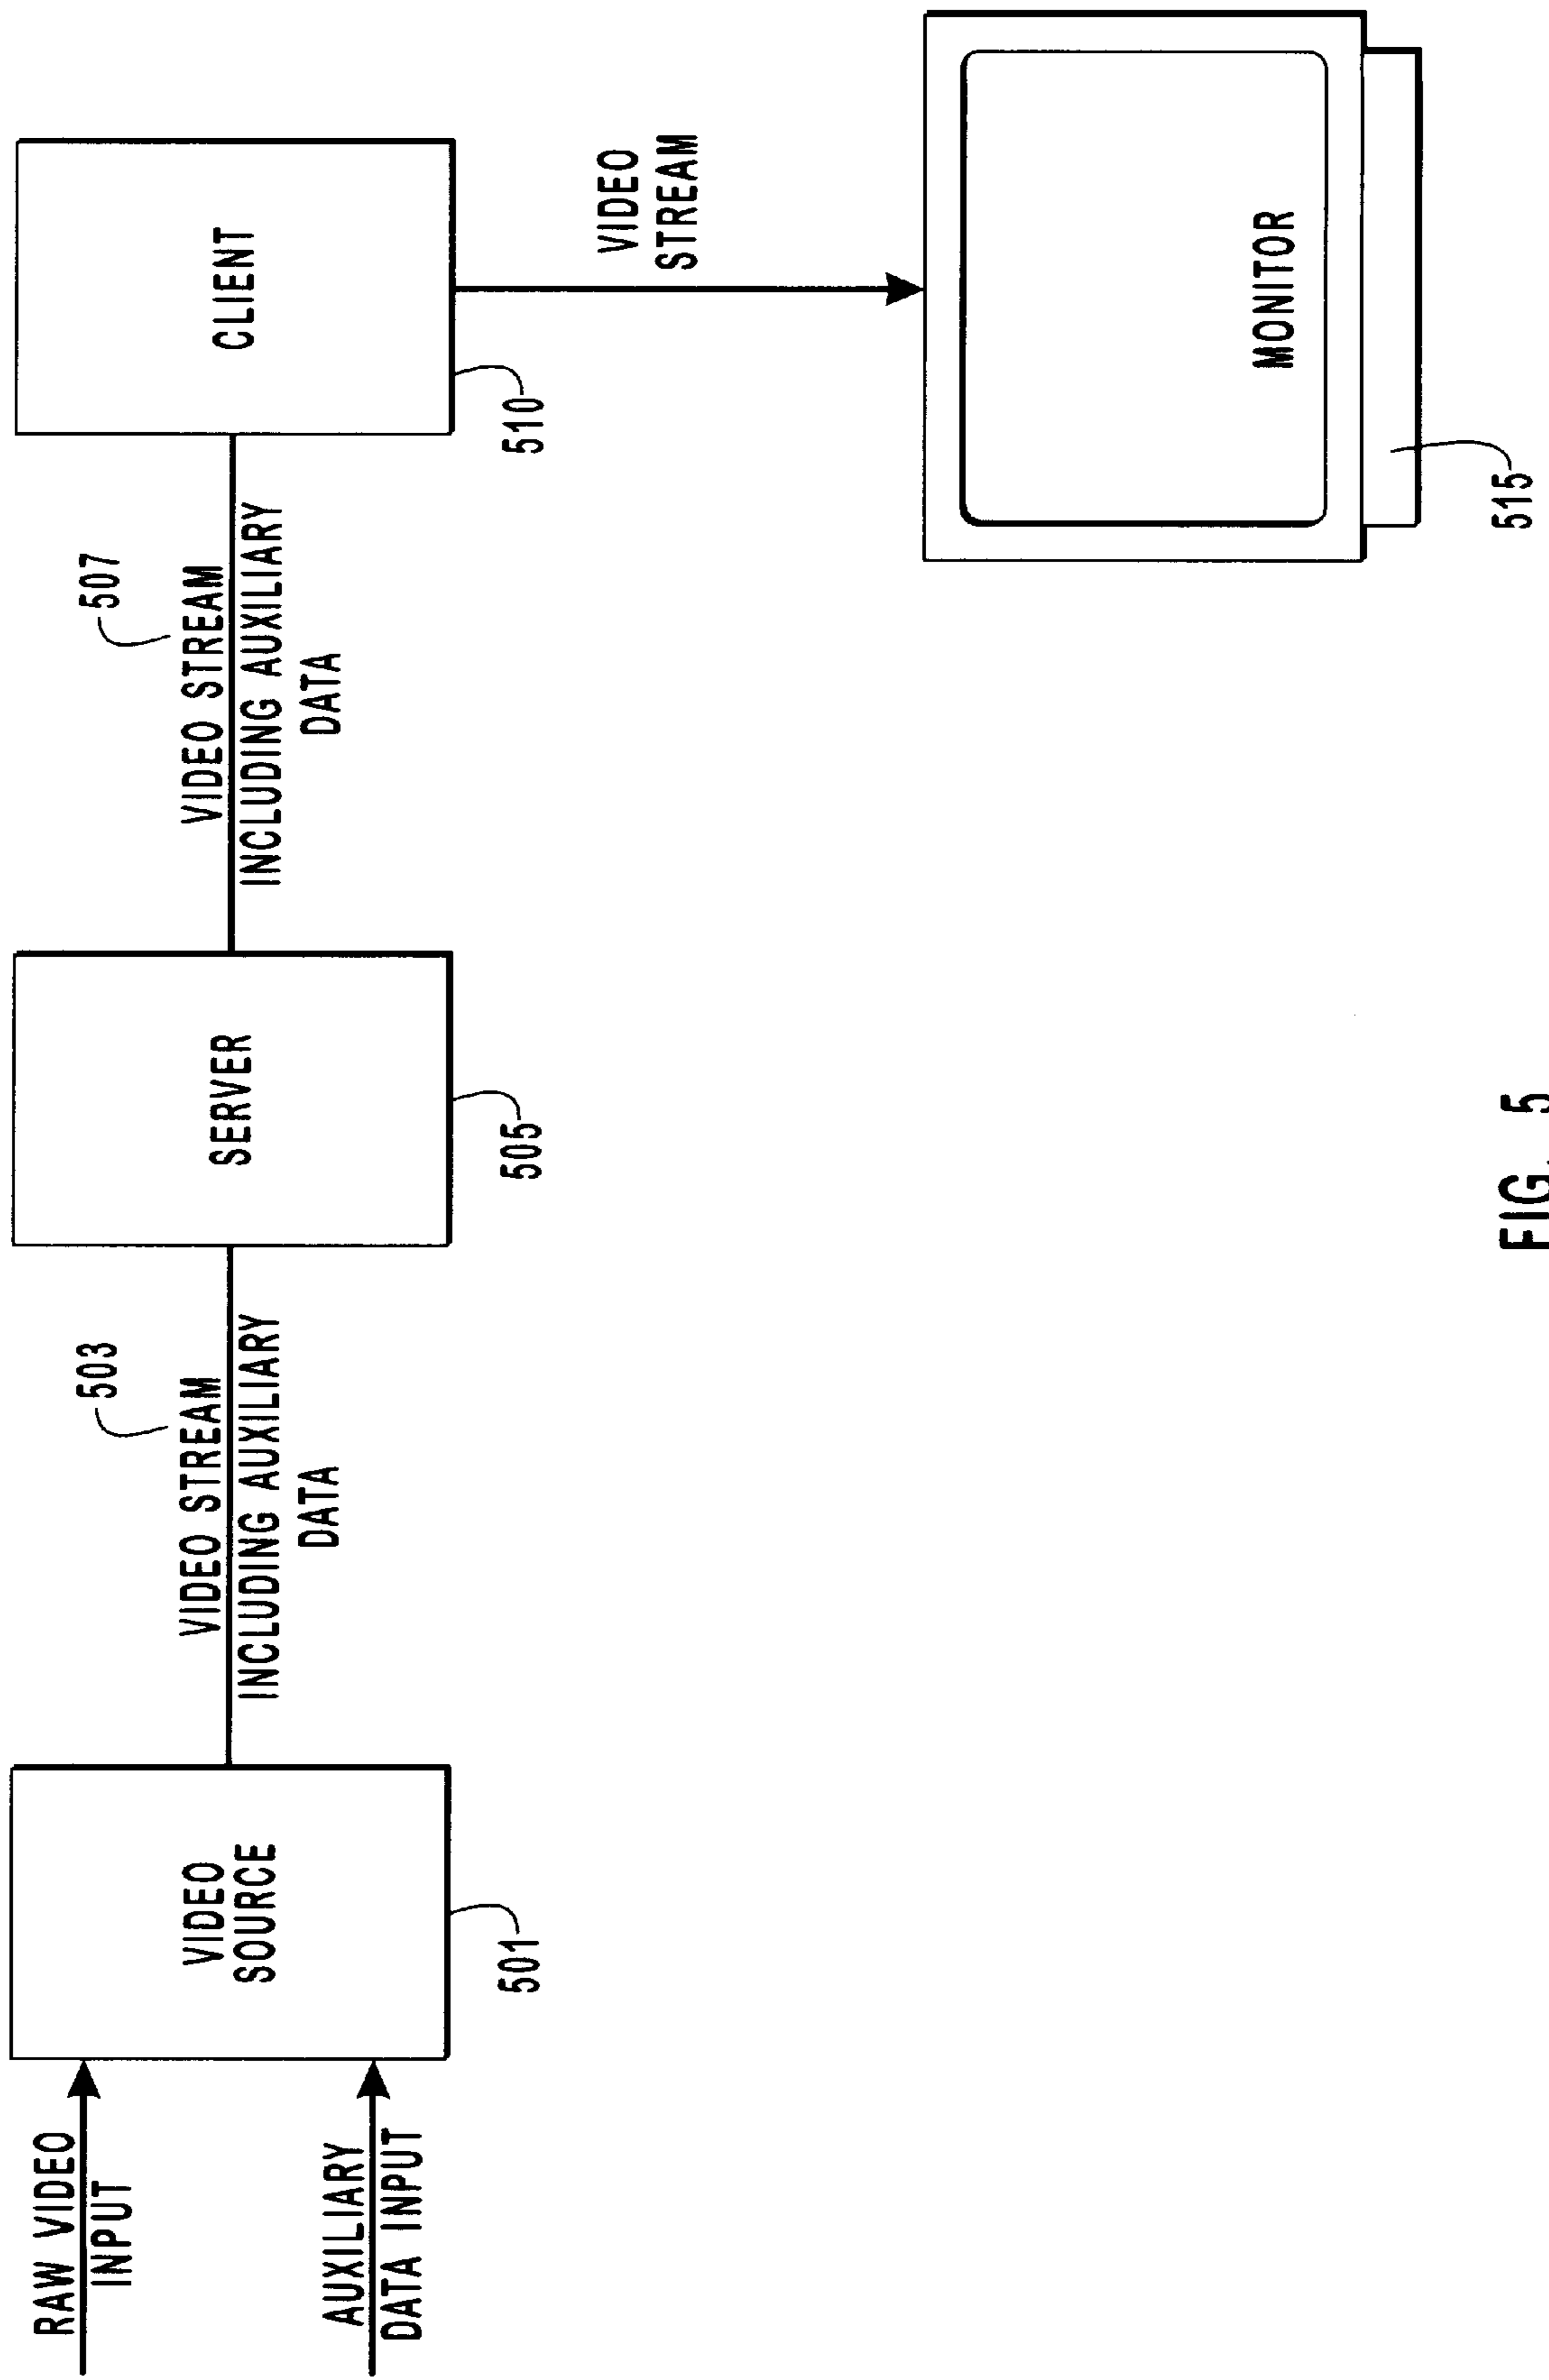 RAW VIDEO
INPUT
AUXILIARY
DATA INPUT
VIDEO
SOURCE
501
503
VIDEO STREAM
INCLUDING AUXILIARY
DATA
SERVER
505
507
VIDEO STREAM
INCLUDING AUXILIARY
DATA
CLIENT
510
VIDEO
STREAM
MONITOR
515
FIG. 5